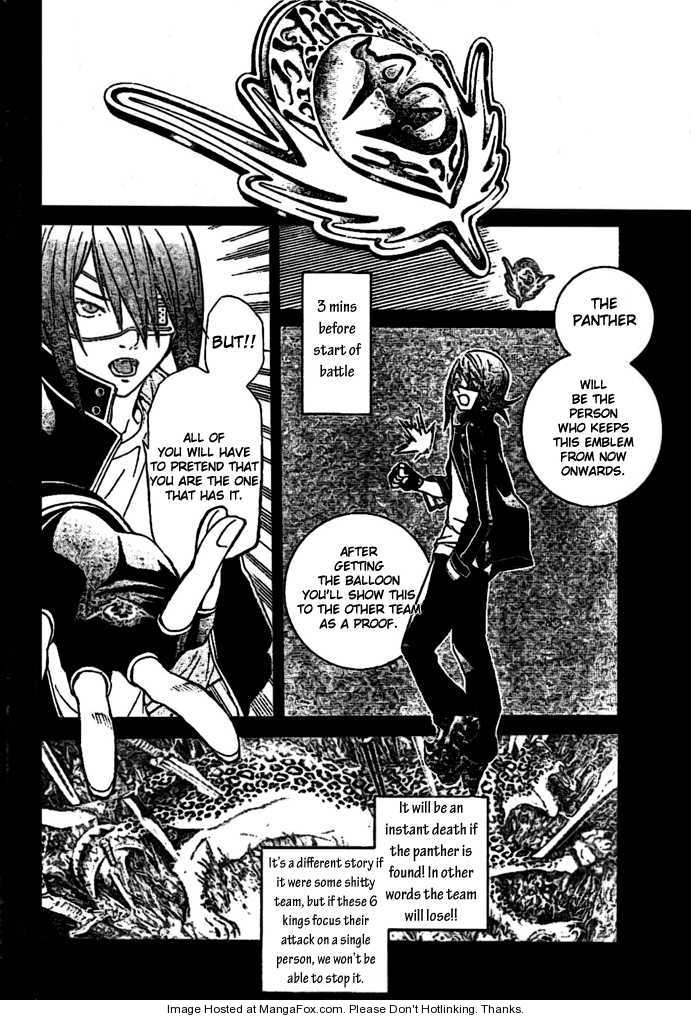 3 mins
before
start of
battle
THE
PANTHER
WILL
BE THE
PERSON
WHO KEEPS
THIS EMBLEM
FROM NOW
ONWARDS.
AFTER
GETTING
THE BALLOON
YOU'LL SHOW THIS
TO THE OTHER TEAM
AS A PROOF.
BUT!!
ALL OF
YOU WILL HAVE
TO PRETEND THAT
YOU ARE THE ONE
THAT HAS IT.
It will be an
instant death if
the panther is
found! In other
words the team
will lose!!
It's a different story if
it were some shitty
team, but if these 6
kings focus their
attack on a single
person, we won't be
able to stop it.
Image Hosted at MangaFox.com. Please Don't Hotlinking. Thanks.